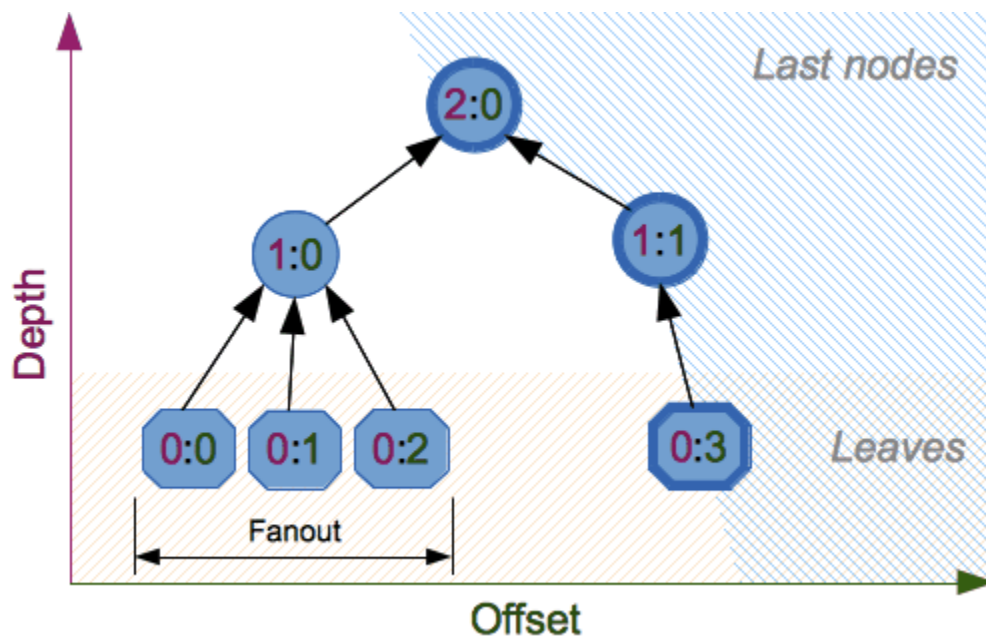 Last nodes
2:0
1:0
1:1
Depth
0:0 0:1 0:2 0:3
Leaves
Fanout
Offset